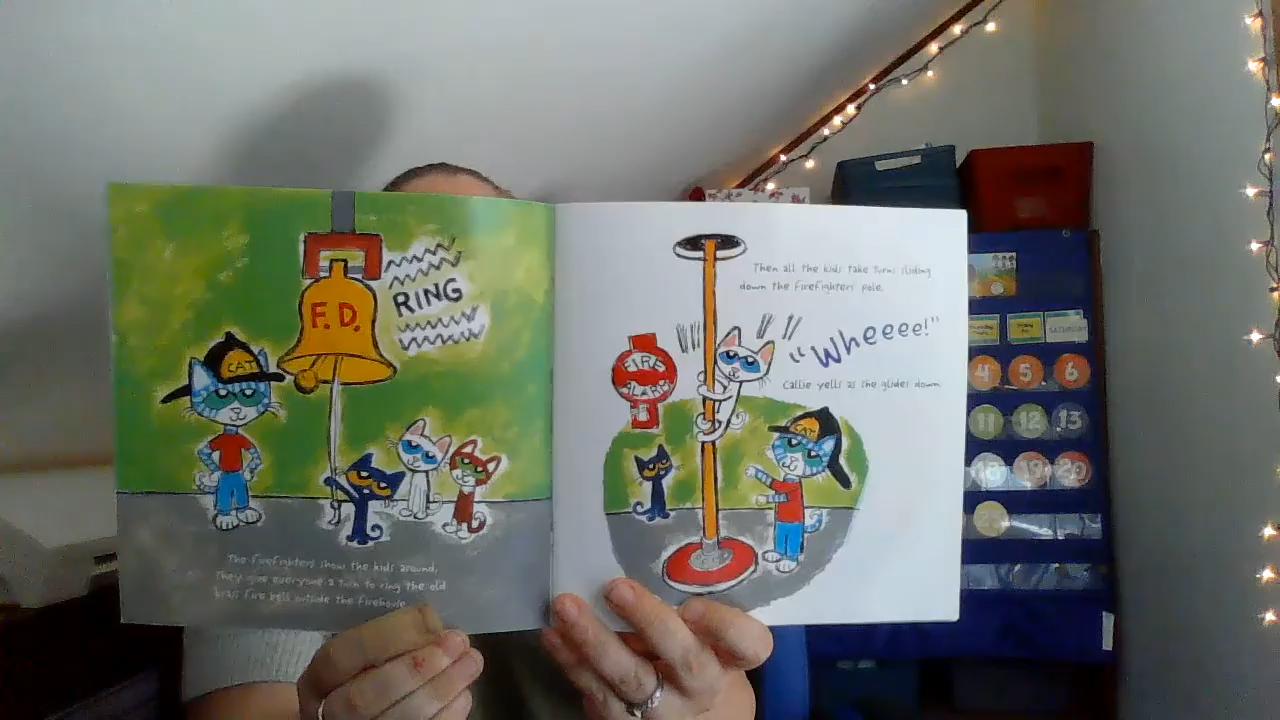 F.D.
RING
CAT
The firefighters show the kids around.
They give everyone a turn to ring the old
brass fire bell outside the firehouse.
Then all the kids take turns sliding
down the firefighters' pole.
"Wheeee!"
Callie yells as she glides down.
FIRE
ALARM
CAT
SATURDAY
4 5 6
11 12 13
18 19 20